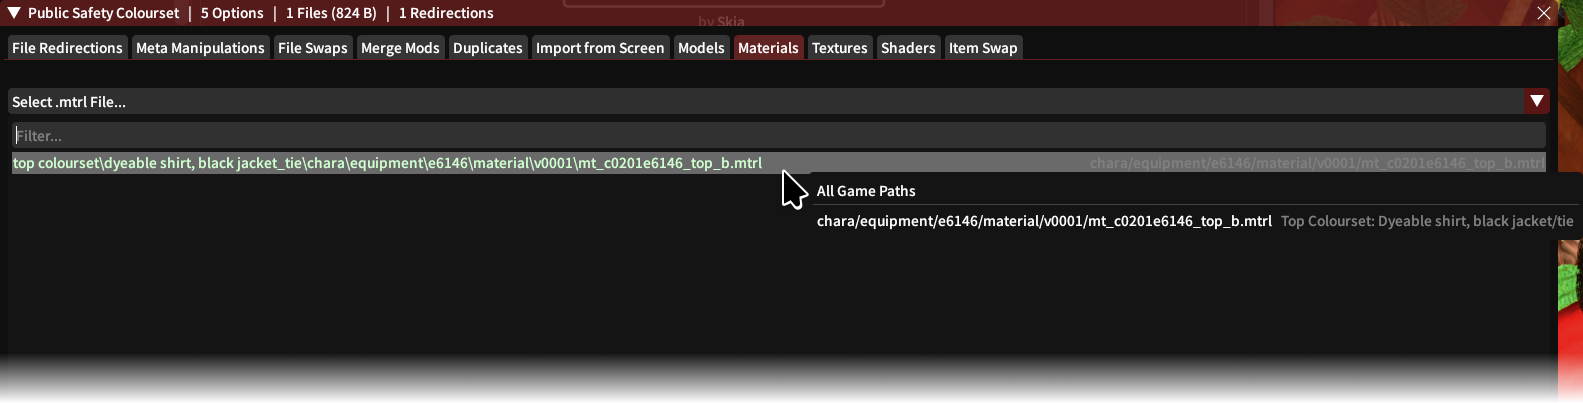 Public Safety Colourset | 5 Options | 1 Files (824 B) | 1 Redirections
by Skia
File Redirections Meta Manipulations File Swaps Merge Mods Duplicates Import from Screen Models Materials Textures Shaders Item Swap
Select .mtrl File...
Filter...
top colourset\dyeable shirt, black jacket_tie\chara\equipment\e6146\material\v0001\mt_c0201e6146_top_b.mtrl chara/equipment/e6146/material/v0001/mt_c0201e6146_top_b.mtrl
All Game Paths
chara/equipment/e6146/material/v0001/mt_c0201e6146_top_b.mtrl Top Colourset: Dyeable shirt, black jacket/tie